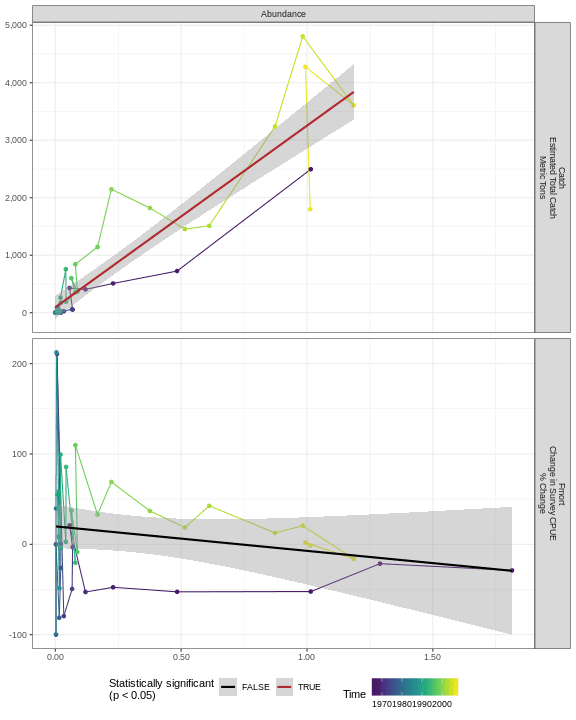 Abundance
5,000
4,000
3,000
2,000
1,000
0
Catch
Estimated Total Catch
Metric Tons
200
100
0
-100
Fmort
Change in Survey CPUE
% Change
0.00
0.50
1.00
1.50
Statistically significant
(p < 0.05)
FALSE
TRUE
Time
1970198019902000